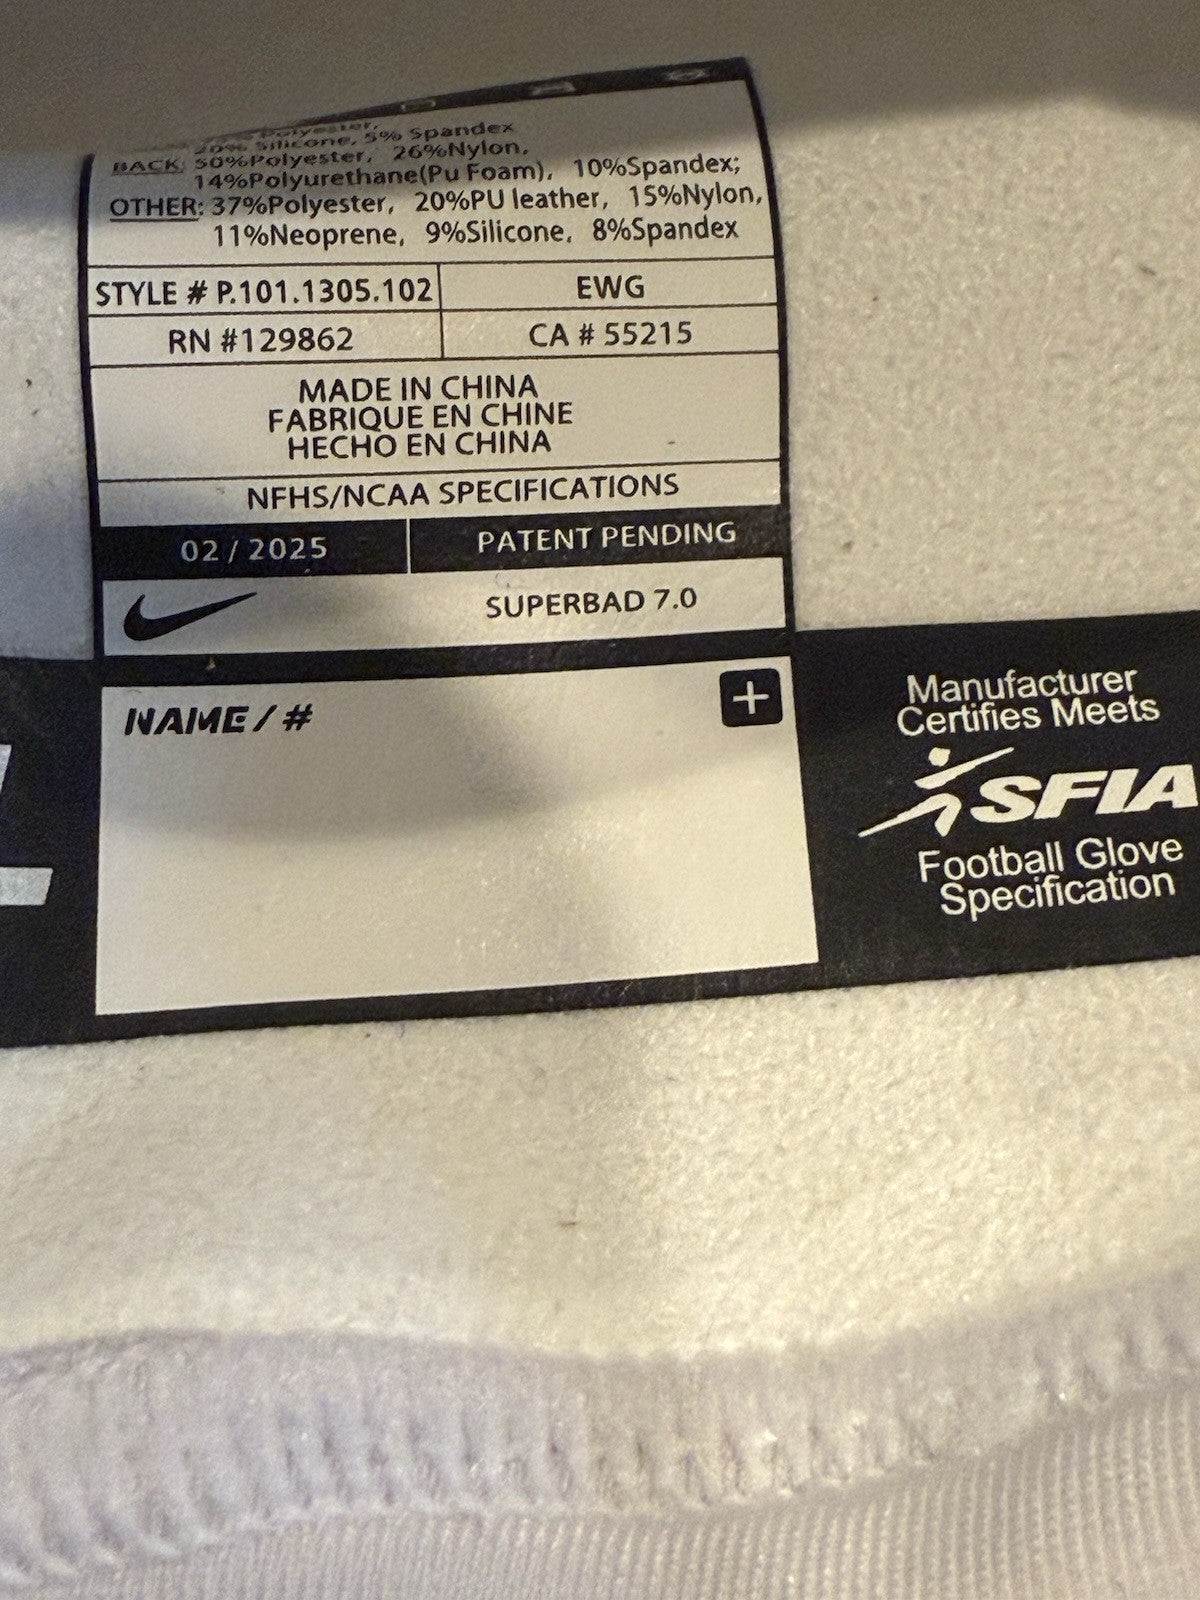 Polyester,
20% Silicone, 5% Spandex
BACK: 50%Polyester, 26%Nylon,
14%Polyurethane(Pu Foam), 10%Spandex;
OTHER: 37%Polyester, 20%PU leather, 15%Nylon,
11%Neoprene, 9%Silicone, 8%Spandex
STYLE # P.101.1305.102 EWG
RN #129862 CA # 55215
MADE IN CHINA
FABRIQUE EN CHINE
HECHO EN CHINA
NFHS/NCAA SPECIFICATIONS
02 / 2025 PATENT PENDING
SUPERBAD 7.0
NAME / #
+
Manufacturer
Certifies Meets
SFIA
Football Glove
Specification